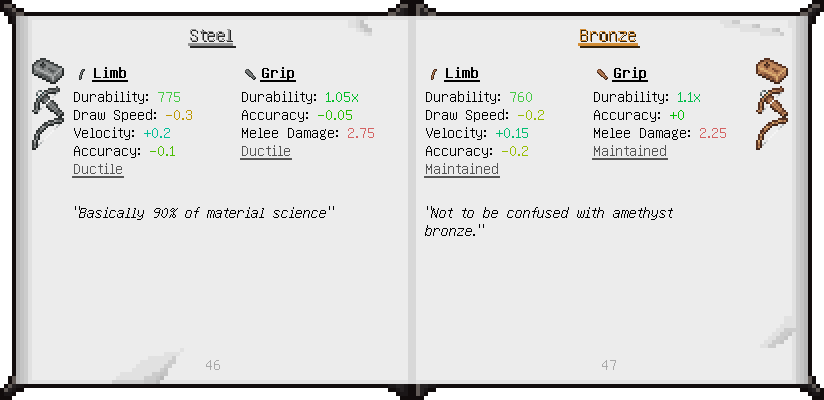 Steel
Limb
Durability: 775
Draw Speed: -0.3
Velocity: +0.2
Accuracy: -0.1
Ductile
Grip
Durability: 1.05x
Accuracy: -0.05
Melee Damage: 2.75
Ductile
"Basically 90% of material science"
46
Bronze
Limb
Durability: 760
Draw Speed: -0.2
Velocity: +0.15
Accuracy: -0.2
Maintained
Grip
Durability: 1.1x
Accuracy: +0
Melee Damage: 2.25
Maintained
"Not to be confused with amethyst
bronze."
47